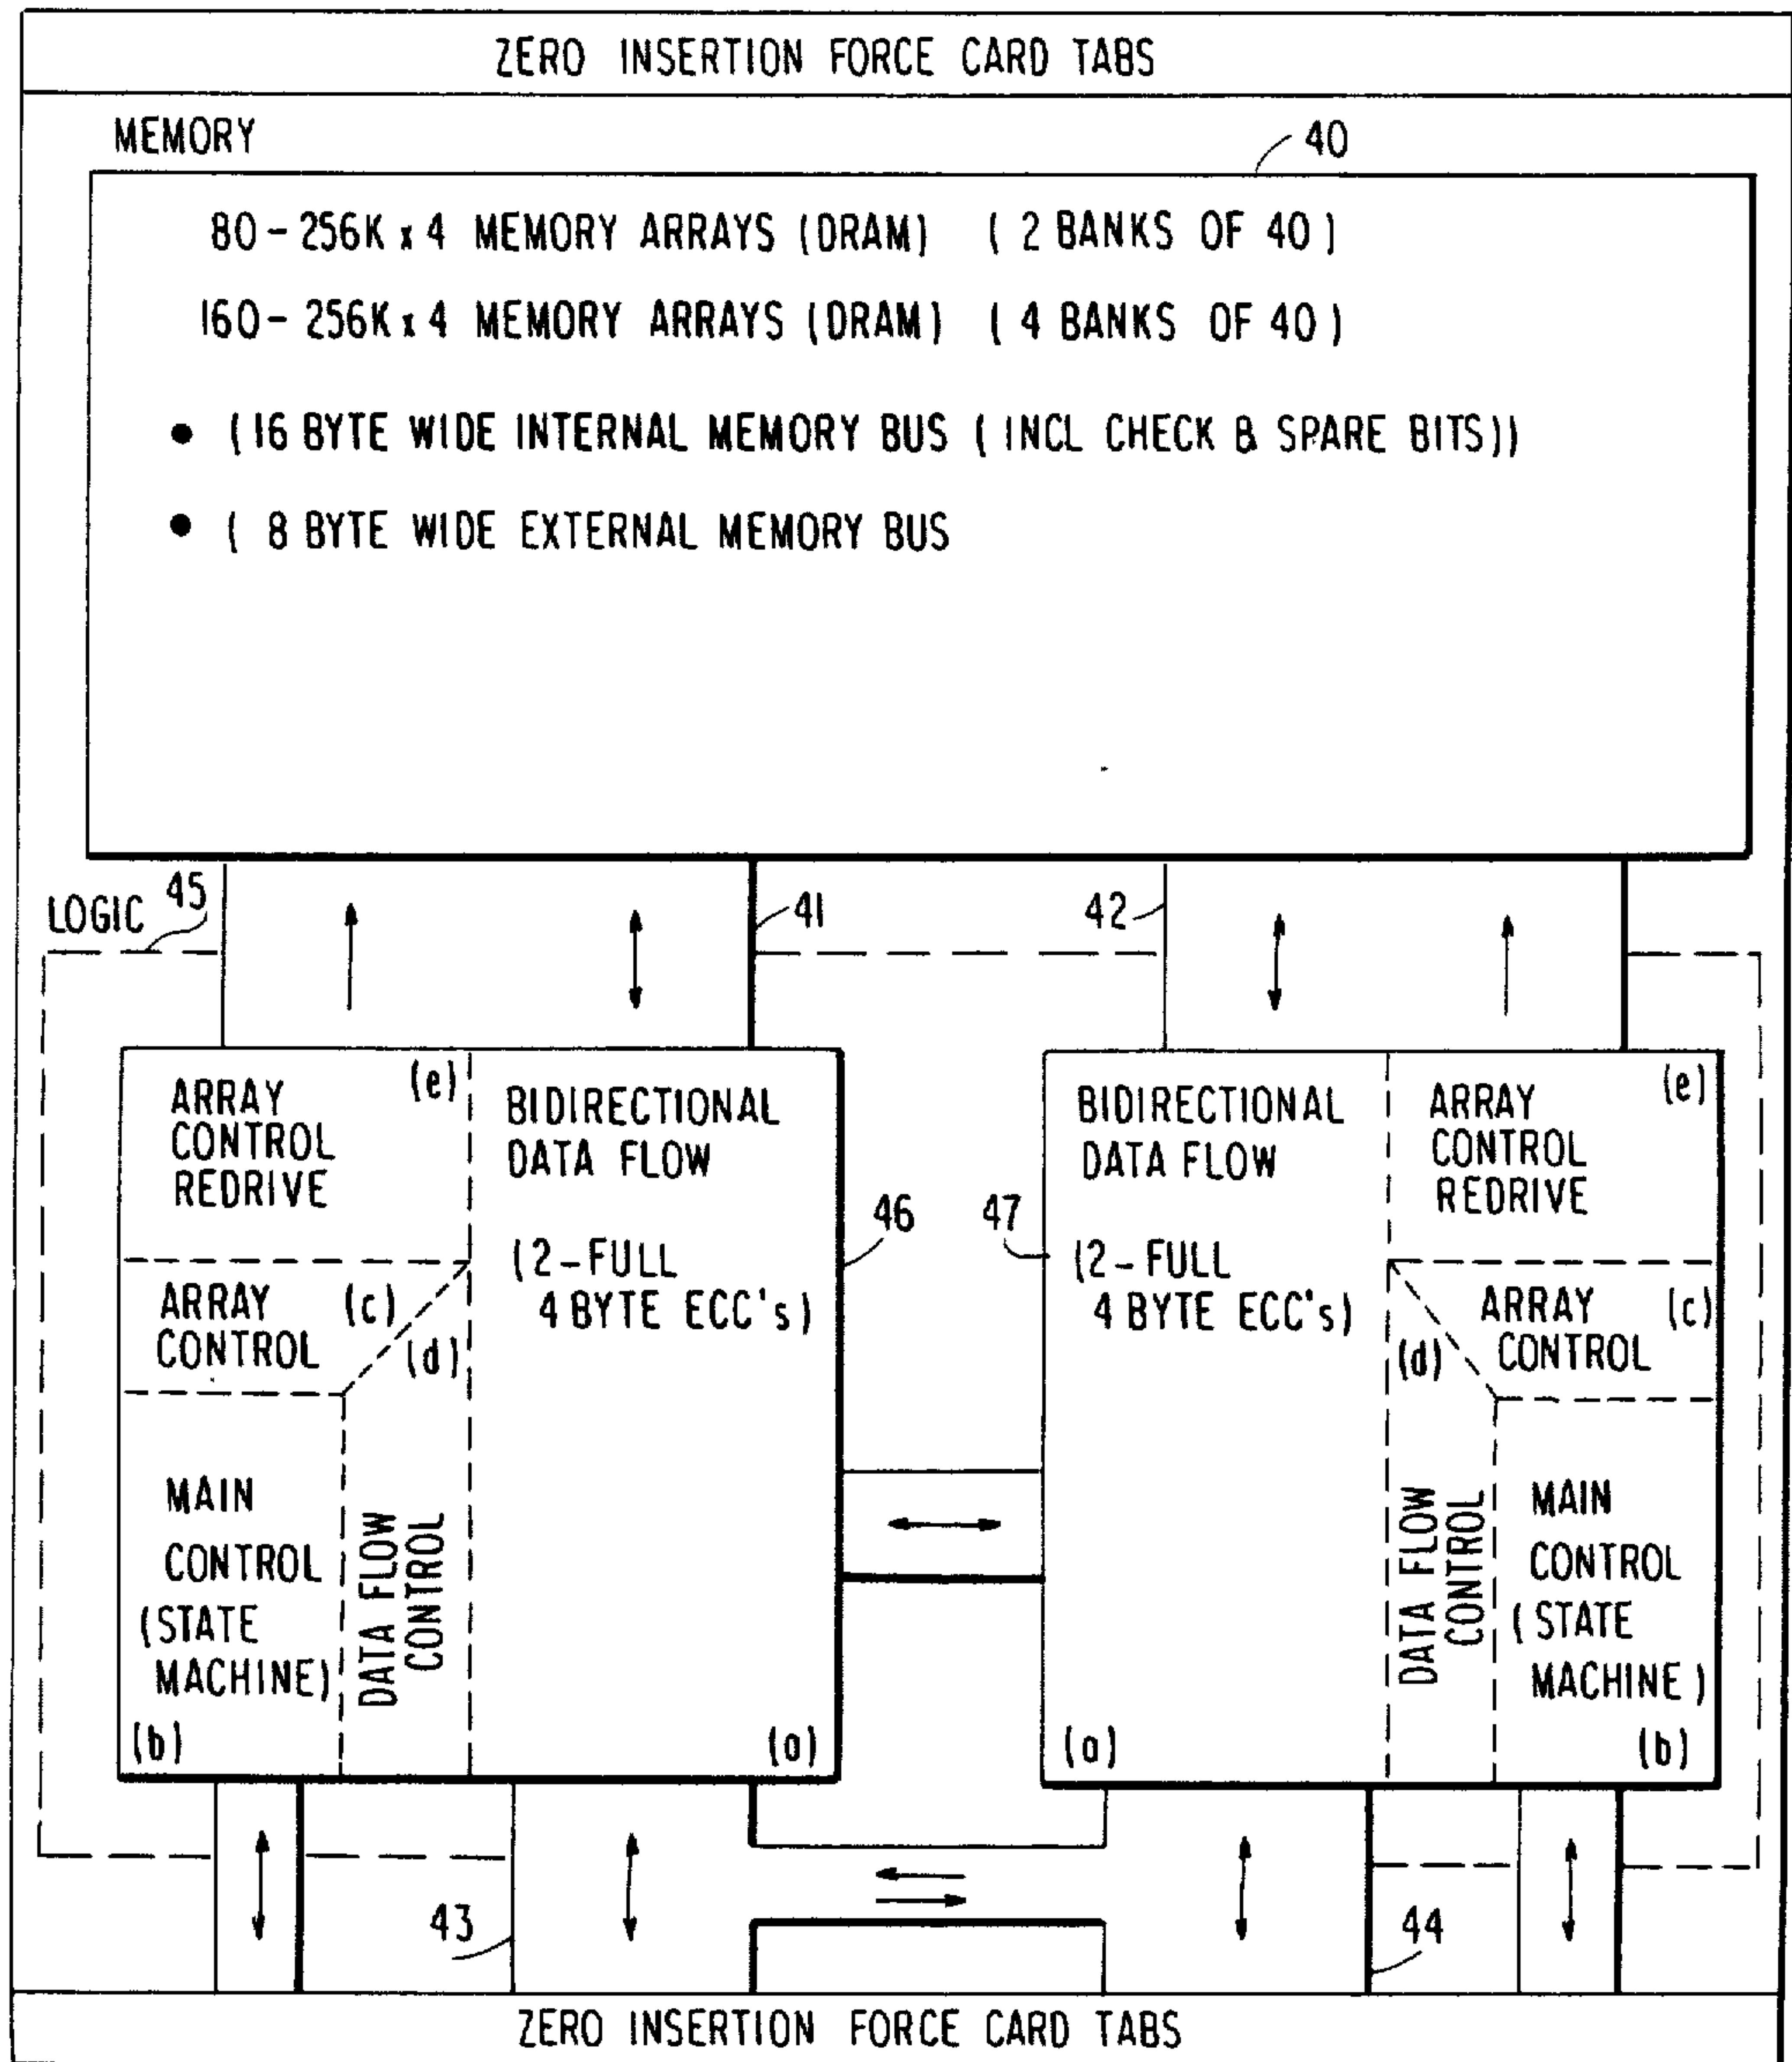 ZERO INSERTION FORCE CARD TABS
MEMORY
40
80-256K x 4 MEMORY ARRAYS (DRAM) ( 2 BANKS OF 40 )
160-256K x 4 MEMORY ARRAYS (DRAM) ( 4 BANKS OF 40 )
• (16 BYTE WIDE INTERNAL MEMORY BUS ( INCL CHECK & SPARE BITS))
• ( 8 BYTE WIDE EXTERNAL MEMORY BUS
LOGIC
45
41
42
ARRAY
CONTROL
REDRIVE
(e)
BIDIRECTIONAL
DATA FLOW
(2-FULL
4 BYTE ECC's)
46
ARRAY
CONTROL
(c)
(d)
MAIN
CONTROL
(STATE
MACHINE)
(b)
DATA FLOW
CONTROL
(a)
47
BIDIRECTIONAL
DATA FLOW
(2-FULL
4 BYTE ECC's)
(a)
ARRAY
CONTROL
REDRIVE
(e)
ARRAY
CONTROL
(c)
(d)
DATA FLOW
CONTROL
MAIN
CONTROL
( STATE
MACHINE )
(b)
43
44
ZERO INSERTION FORCE CARD TABS